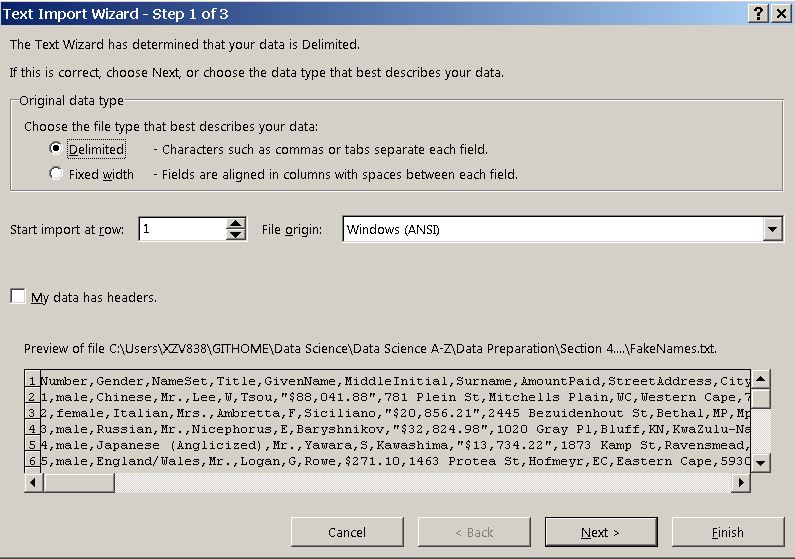 Text Import Wizard - Step 1 of 3
The Text Wizard has determined that your data is Delimited.
If this is correct, choose Next, or choose the data type that best describes your data.
Original data type
Choose the file type that best describes your data:
Delimited - Characters such as commas or tabs separate each field.
Fixed width - Fields are aligned in columns with spaces between each field.
Start import at row: 1 File origin: Windows (ANSI)
My data has headers.
Preview of file C:\Users\XZV838\GITHOME\Data Science\Data Science A-Z\Data Preparation\Section 4....\FakeNames.txt.
1 Number,Gender,NameSet,Title,GivenName,MiddleInitial,Surname,AmountPaid,StreetAddress,City
2 1,male,Chinese,Mr.,Lee,W,Tsou,"$88,041.88",781 Plein St,Mitchells Plain,WC,Western Cape,7
3 2,female,Italian,Mrs.,Ambretta,F,Siciliano,"$20,856.21",2445 Bezuidenhout St,Bethal,MP,Mp
4 3,male,Russian,Mr.,Nicephorus,E,Baryshnikov,"$32,824.98",1020 Gray Pl,Bluff,KN,KwaZulu-Na
5 4,male,Japanese (Anglicized),Mr.,Yawara,S,Kawashima,"$13,734.22",1873 Kamp St,Ravensmead,
6 5,male,England/Wales,Mr.,Logan,G,Rowe,$271.10,1463 Protea St,Hofmeyr,EC,Eastern Cape,5930
Cancel < Back Next > Finish